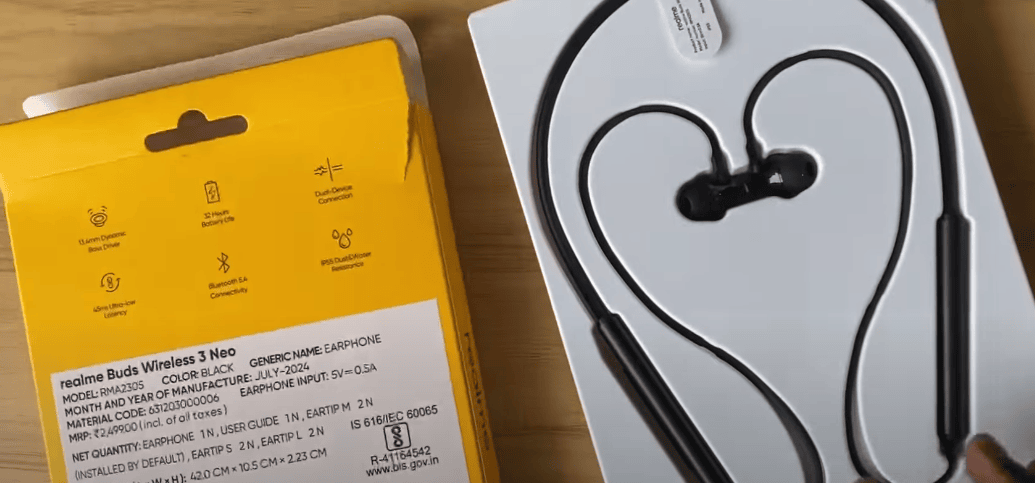 13.4mm Dynamic
Bass Driver
32 Hours
Battery Life
Dual-Device
Connection
45ms Ultra-low
Latency
Bluetooth 5.4
Connectivity
IP55 Dust&Water
Resistance
realme Buds Wireless 3 Neo
MODEL: RMA2305 COLOR: BLACK GENERIC NAME: EARPHONE
MONTH AND YEAR OF MANUFACTURE: JULY-2024
MATERIAL CODE: 631203000006 EARPHONE INPUT: 5V=0.5A
MRP: ₹2,499.00 (incl. of all taxes)
NET QUANTITY: EARPHONE 1N, USER GUIDE 1N, EARTIP M 2N
(INSTALLED BY DEFAULT), EARTIP S 2N, EARTIP L 2N
W × H): 42.0 CM × 10.5 CM × 2.23 CM
IS 616/IEC 60065
R-41164542
www.bis.gov.in
realme
realme